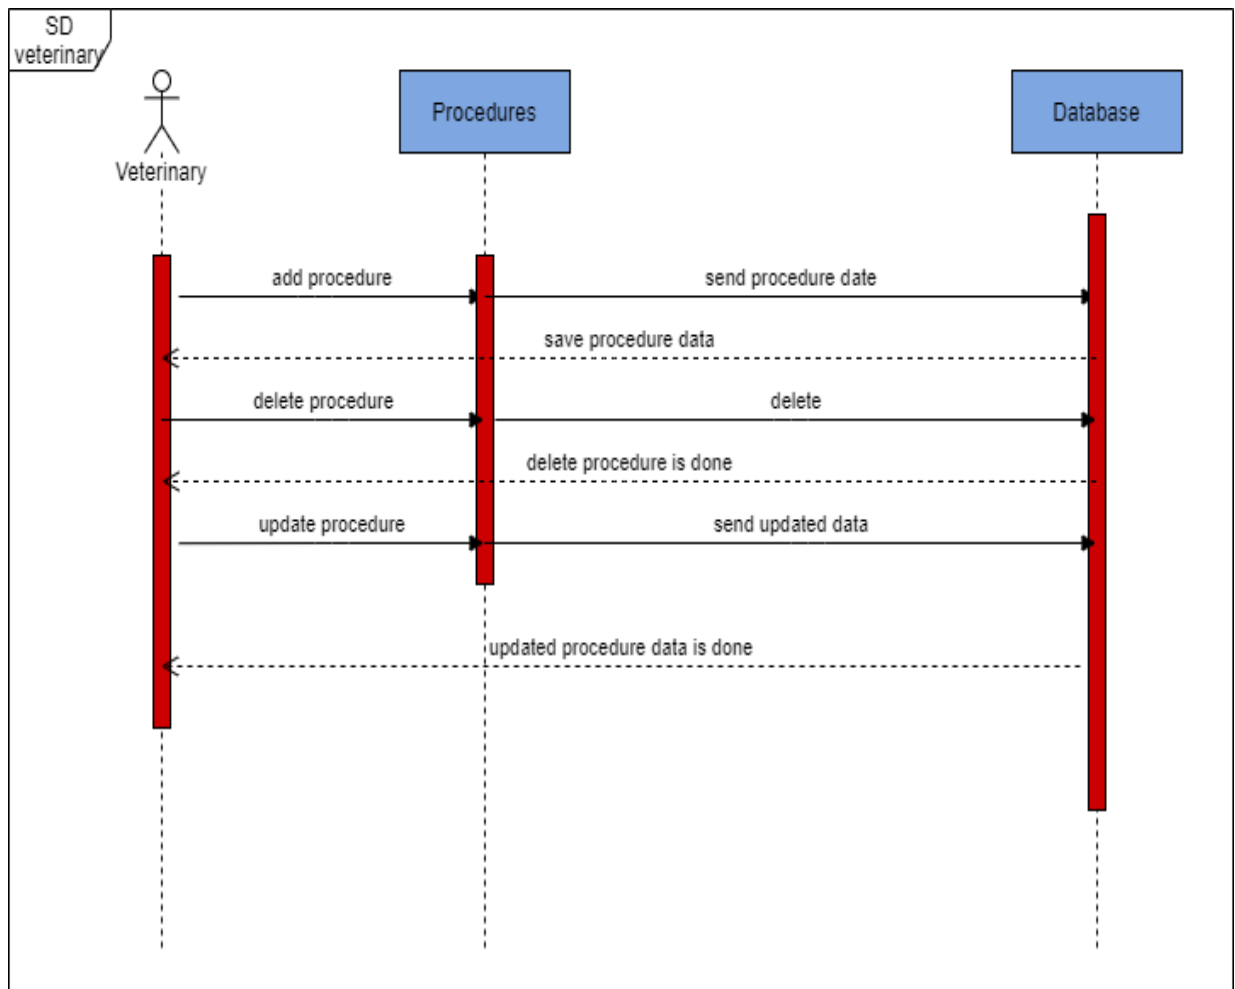 SD
veterinary
Veterinary
Procedures
Database
add procedure
send procedure date
save procedure data
delete procedure
delete
delete procedure is done
update procedure
send updated data
updated procedure data is done